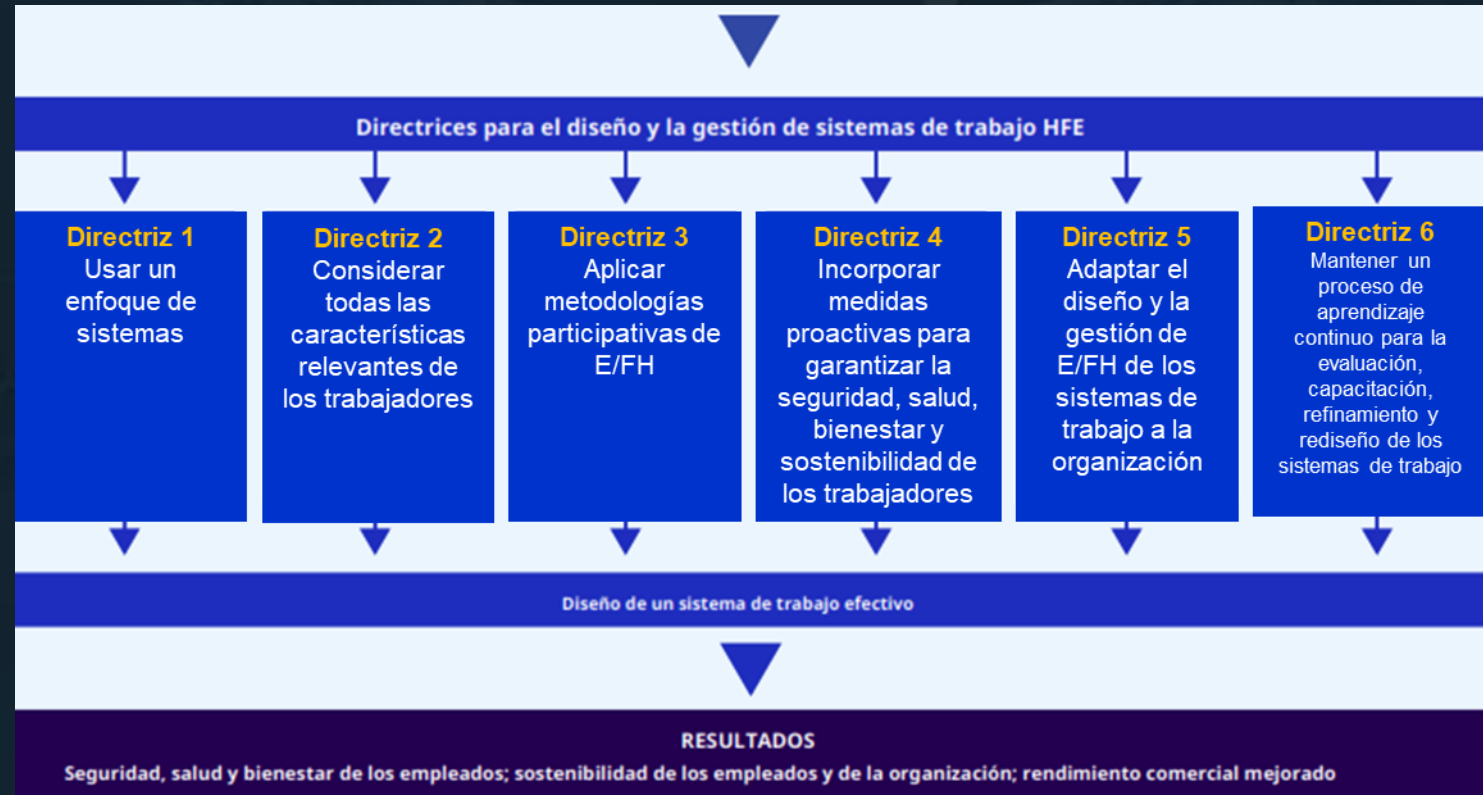 Directrices para el diseño y la gestión de sistemas de trabajo HFE
Directriz 1
Usar un
enfoque de
sistemas
Directriz 2
Considerar
todas las
características
relevantes de
los trabajadores
Directriz 3
Aplicar
metodologías
participativas de
E/FH
Directriz 4
Incorporar
medidas
proactivas para
garantizar la
seguridad, salud,
bienestar y
sostenibilidad de
los trabajadores
Directriz 5
Adaptar el
diseño y la
gestión de
E/FH de los
sistemas de
trabajo a la
organización
Directriz 6
Mantener un
proceso de
aprendizaje
continuo para la
evaluación,
capacitación,
refinamiento y
rediseño de los
sistemas de trabajo
Diseño de un sistema de trabajo efectivo
RESULTADOS
Seguridad, salud y bienestar de los empleados; sostenibilidad de los empleados y de la organización; rendimiento comercial mejorado